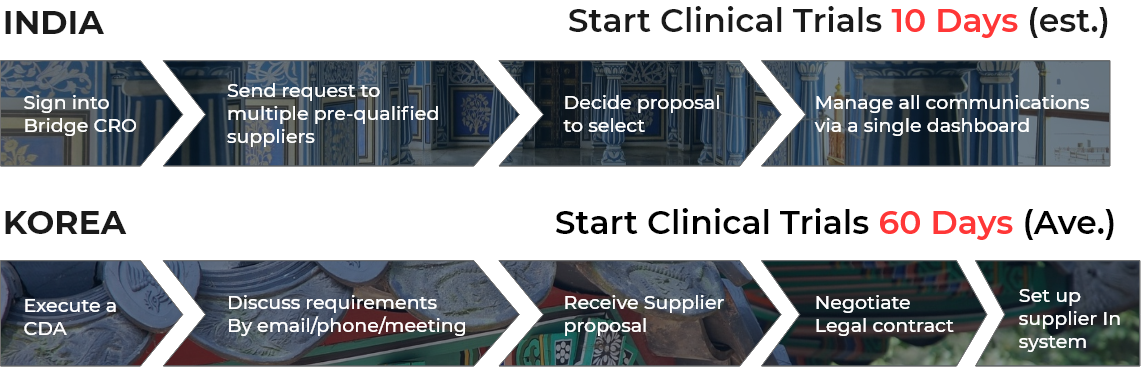 INDIA
Start Clinical Trials 10 Days (est.)
Sign into
Bridge CRO
Send request to
multiple pre-qualified
suppliers
Decide proposal
to select
Manage all communications
via a single dashboard
KOREA
Start Clinical Trials 60 Days (Ave.)
Execute a
CDA
Discuss requirements
By email/phone/meeting
Receive Supplier
proposal
Negotiate
Legal contract
Set up
supplier In
system